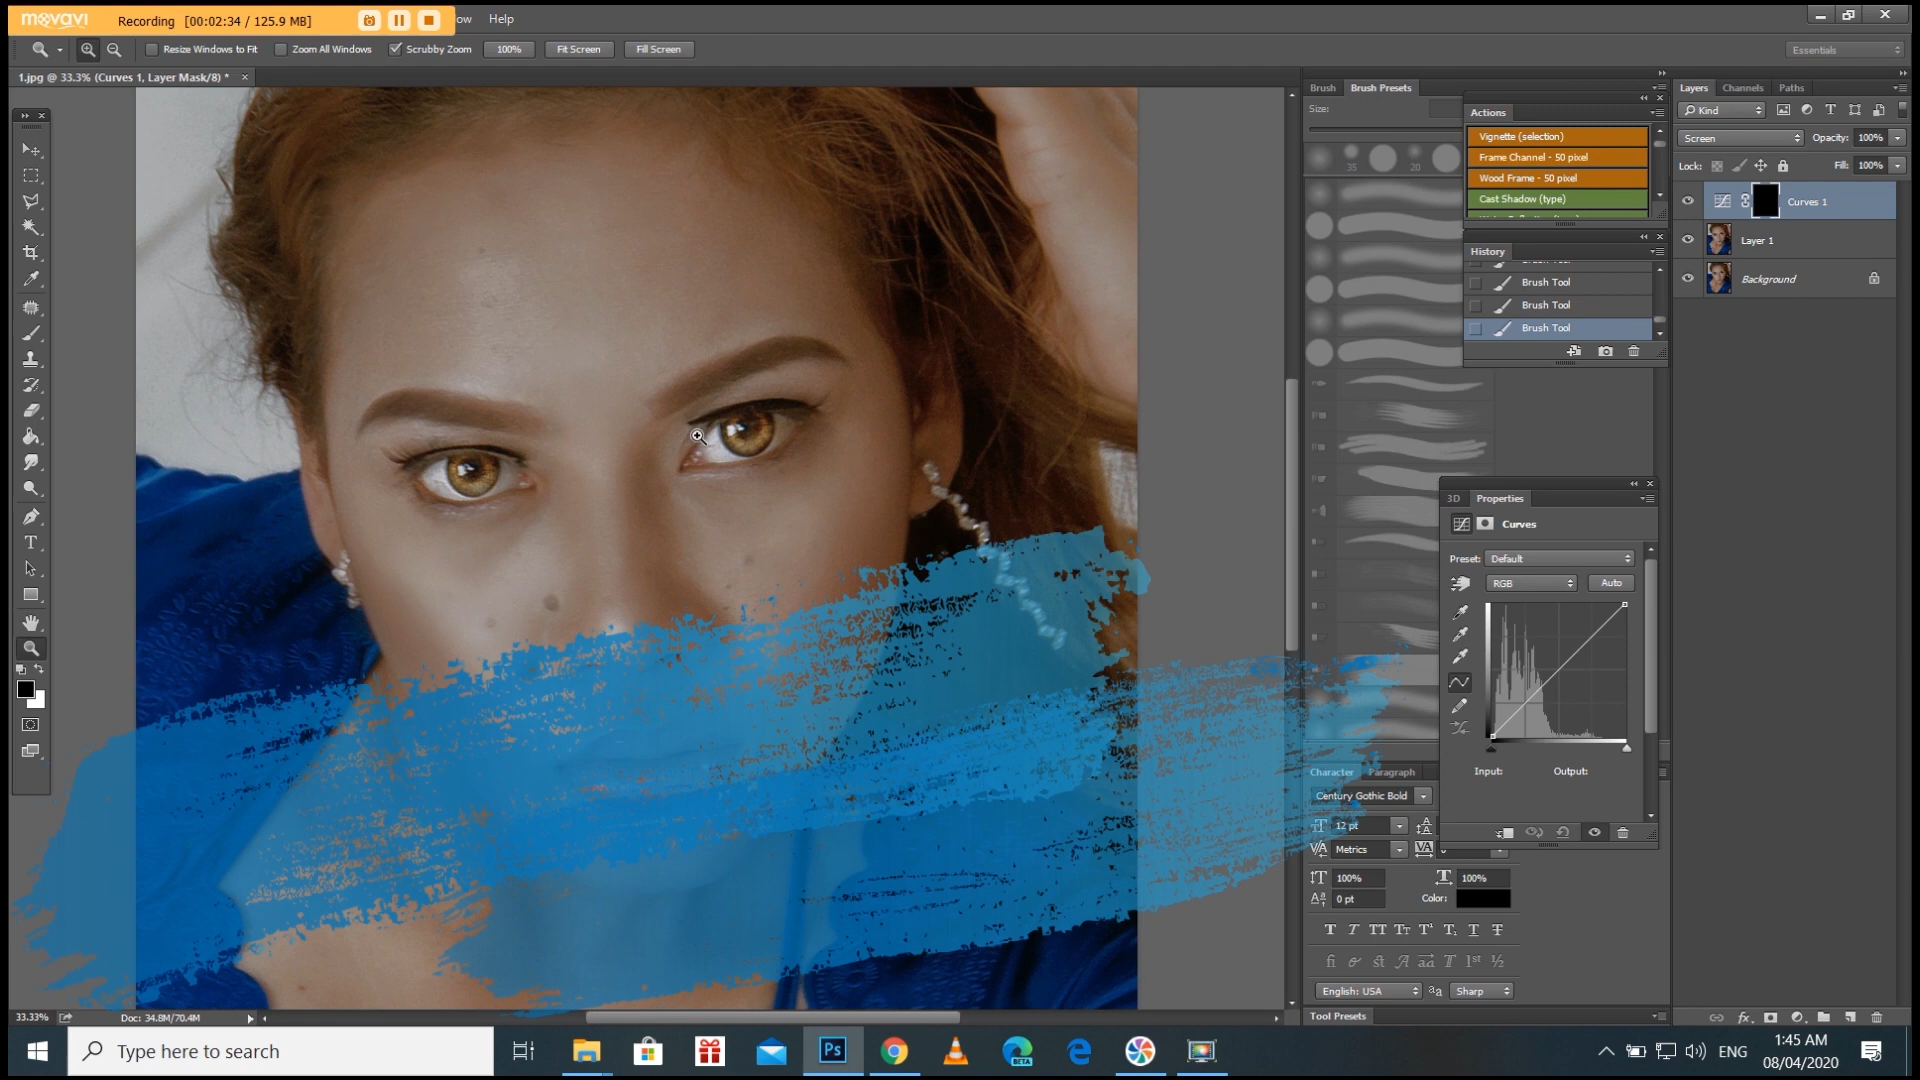 movavi
Recording [00:02:34 / 125.9 MB]
ow Help
Resize Windows to Fit
Zoom All Windows
Scrubby Zoom
100%
Fit Screen
Fill Screen
Essentials
1.jpg @ 33.3% (Curves 1, Layer Mask/8) *
Brush
Brush Presets
Size:
35
20
Actions
Vignette (selection)
Frame Channel - 50 pixel
Wood Frame - 50 pixel
Cast Shadow (type)
History
Brush Tool
Brush Tool
Brush Tool
Layers
Channels
Paths
Kind
Screen
Opacity: 100%
Lock:
Fill: 100%
Curves 1
Layer 1
Background
3D
Properties
Curves
Preset: Default
RGB
Auto
Input:
Output:
Character
Paragraph
Century Gothic Bold
12 pt
Metrics
100%
100%
0 pt
Color:
English: USA
Sharp
Tool Presets
33.33%
Doc: 34.8M/70.4M
Type here to search
Ps
BETA
ENG
1:45 AM
08/04/2020